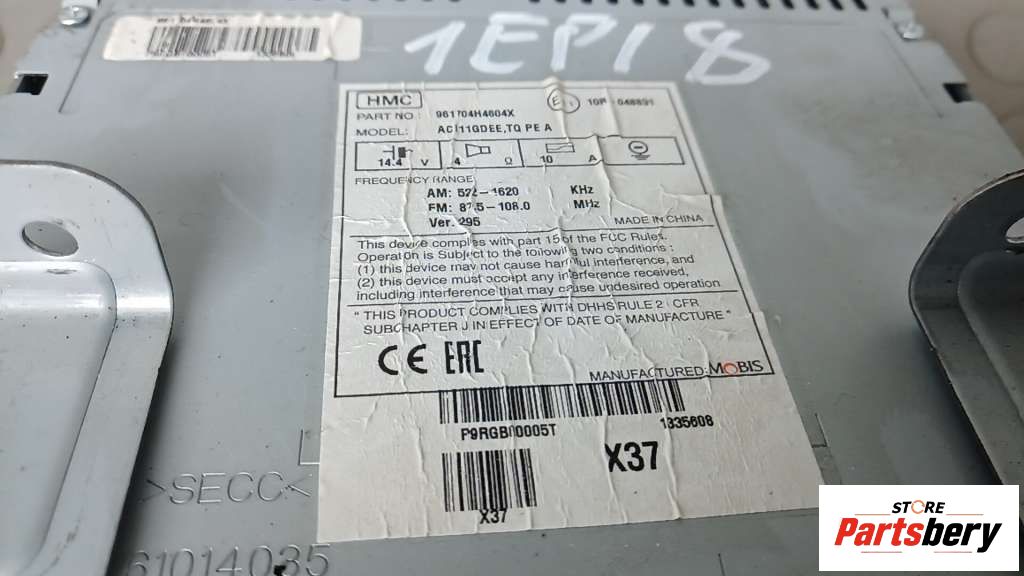 1EPI 8
HMC
10R-048891
PART NO : 961704H4604X
MODEL: AC111GDEE,TQ PE A
14.4 V 4 Ω 10 A
FREQUENCY RANGE
AM: 522-1620 KHz
FM: 87.5-108.0 MHz
Ver. 295
MADE IN CHINA
This device complies with part 15 of the FCC Rules.
Operation is Subject to the following two conditions :
(1) this device may not cause harmful interference, and
(2) this device must accept any interference received,
including interference that may cause undesired operation
" THIS PRODUCT COMPLIES WITH DHHS RULE 21 CFR
SUBCHAPTER J IN EFFECT OF DATE OF MANUFACTURE "
CE EAC
MANUFACTURED: MOBIS
P9RGB00005T 1335608
X37
X37
>SECC<
61014035
STORE
Partsbery